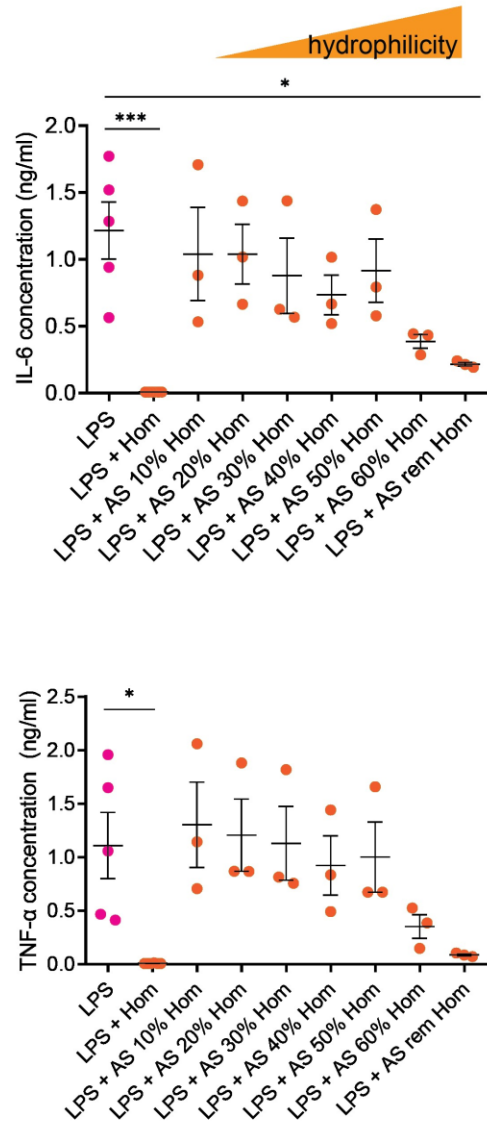 hydrophilicity
*
***
IL-6 concentration (ng/ml)
2.0
1.5
1.0
0.5
0.0
LPS
LPS + Hom
LPS + AS 10% Hom
LPS + AS 20% Hom
LPS + AS 30% Hom
LPS + AS 40% Hom
LPS + AS 50% Hom
LPS + AS 60% Hom
LPS + AS rem Hom
*
TNF-α concentration (ng/ml)
2.5
2.0
1.5
1.0
0.5
0.0
LPS
LPS + Hom
LPS + AS 10% Hom
LPS + AS 20% Hom
LPS + AS 30% Hom
LPS + AS 40% Hom
LPS + AS 50% Hom
LPS + AS 60% Hom
LPS + AS rem Hom